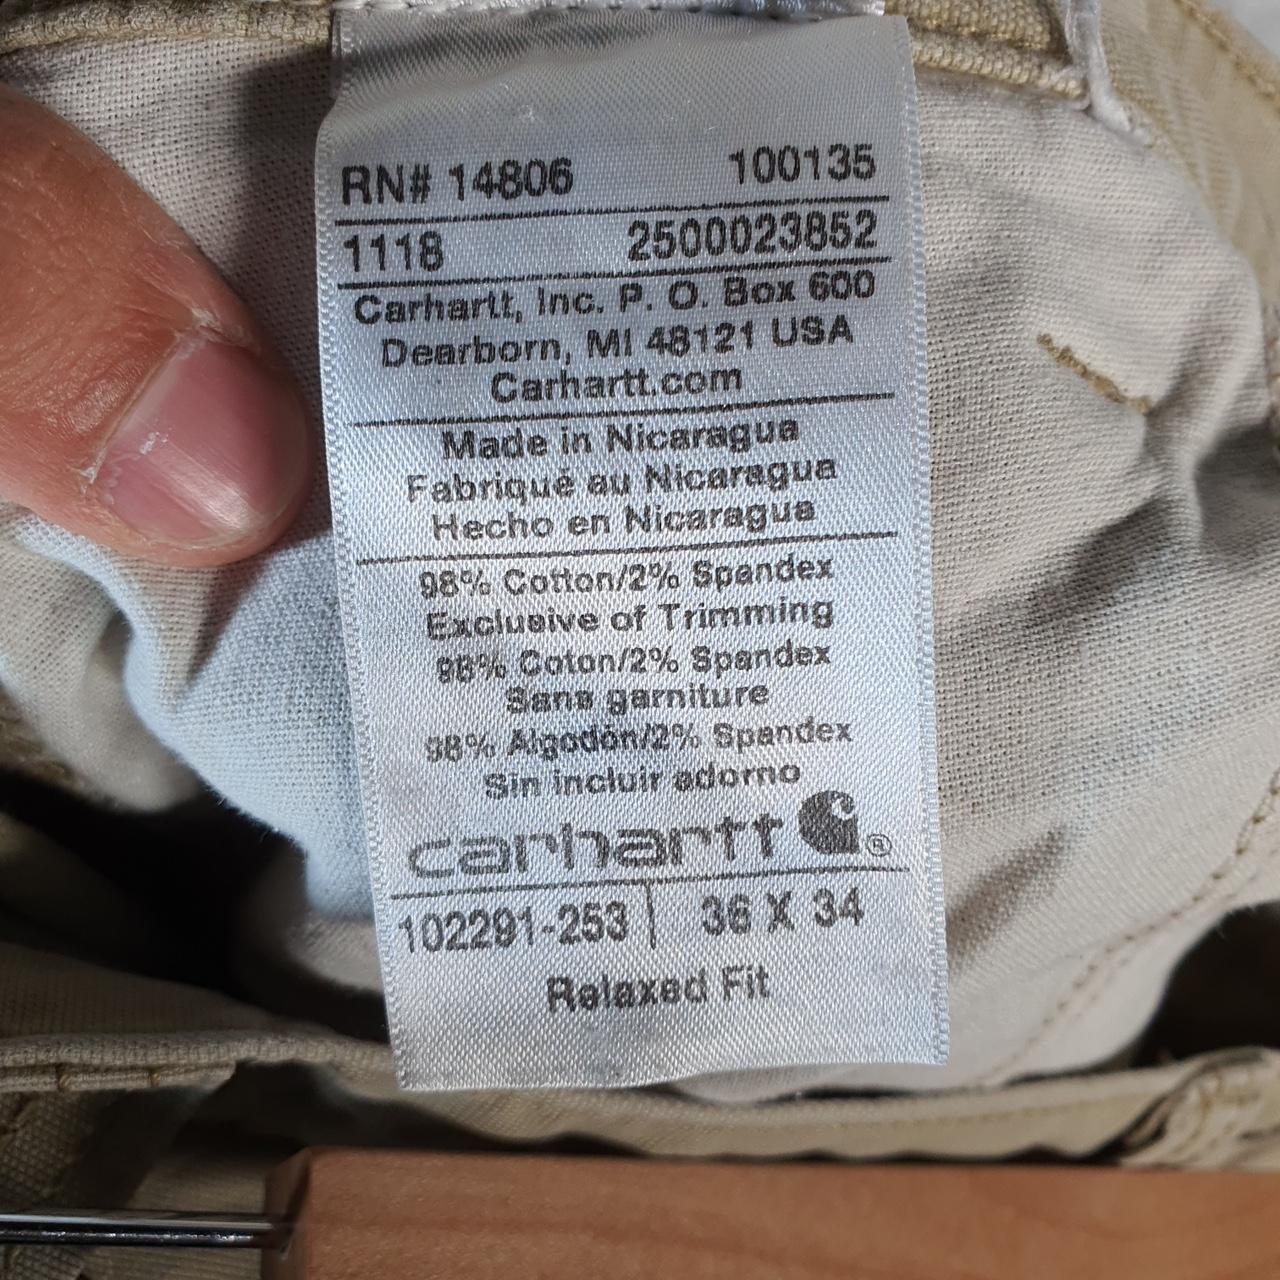 RN# 14806 100135
1118 2500023852
Carhartt, Inc. P. O. Box 600
Dearborn, MI 48121 USA
Carhartt.com
Made in Nicaragua
Fabriqué au Nicaragua
Hecho en Nicaragua
98% Cotton/2% Spandex
Exclusive of Trimming
98% Coton/2% Spandex
Sans garniture
98% Algodón/2% Spandex
Sin incluir adorno
carhartt ®
102291-253 | 36 X 34
Relaxed Fit